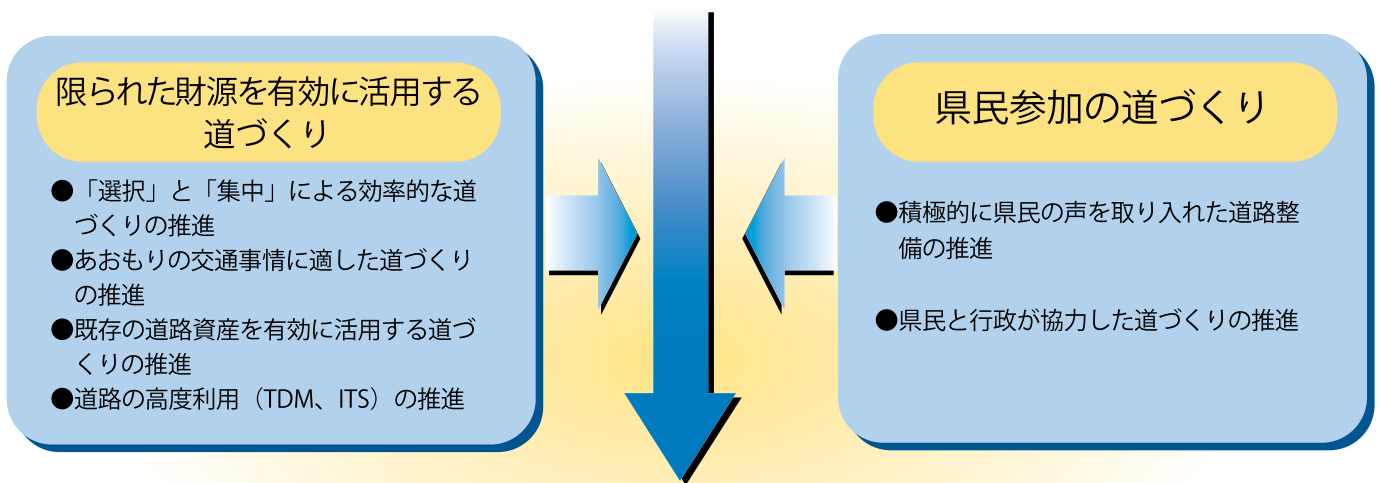 限られた財源を有効に活用する
道づくり
●「選択」と「集中」による効率的な道
づくりの推進
●あおもりの交通事情に適した道づくり
の推進
●既存の道路資産を有効に活用する道づ
くりの推進
●道路の高度利用（TDM、ITS）の推進
県民参加の道づくり
●積極的に県民の声を取り入れた道路整
備の推進
●県民と行政が協力した道づくりの推進